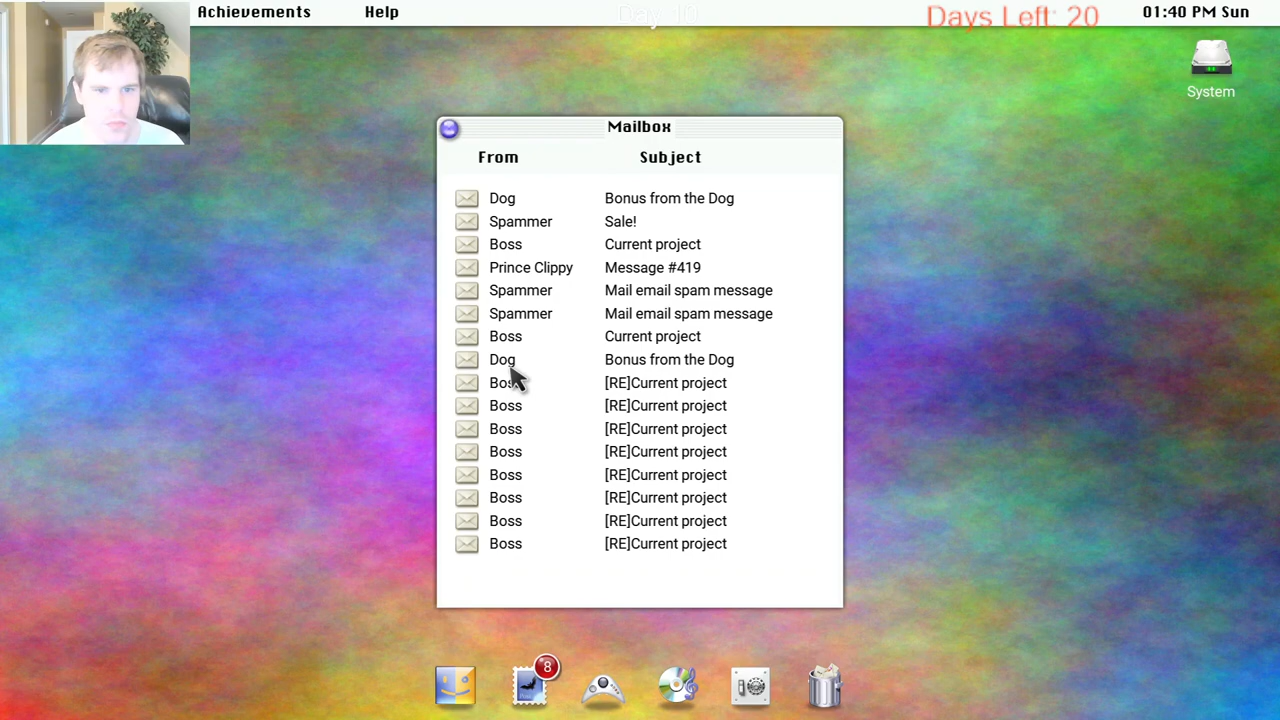 Achievements Help Day 10 Days Left: 20 01:40 PM Sun
System
Mailbox
From Subject
Dog Bonus from the Dog
Spammer Sale!
Boss Current project
Prince Clippy Message #419
Spammer Mail email spam message
Spammer Mail email spam message
Boss Current project
Dog Bonus from the Dog
Boss [RE]Current project
Boss [RE]Current project
Boss [RE]Current project
Boss [RE]Current project
Boss [RE]Current project
Boss [RE]Current project
Boss [RE]Current project
Boss [RE]Current project
8